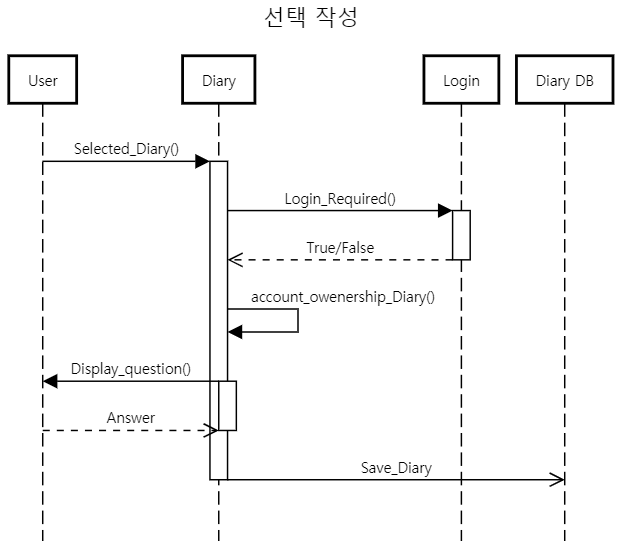 선택 작성
User
Diary
Login
Diary DB
Selected_Diary()
Login_Required()
True/False
account_owenership_Diary()
Display_question()
Answer
Save_Diary